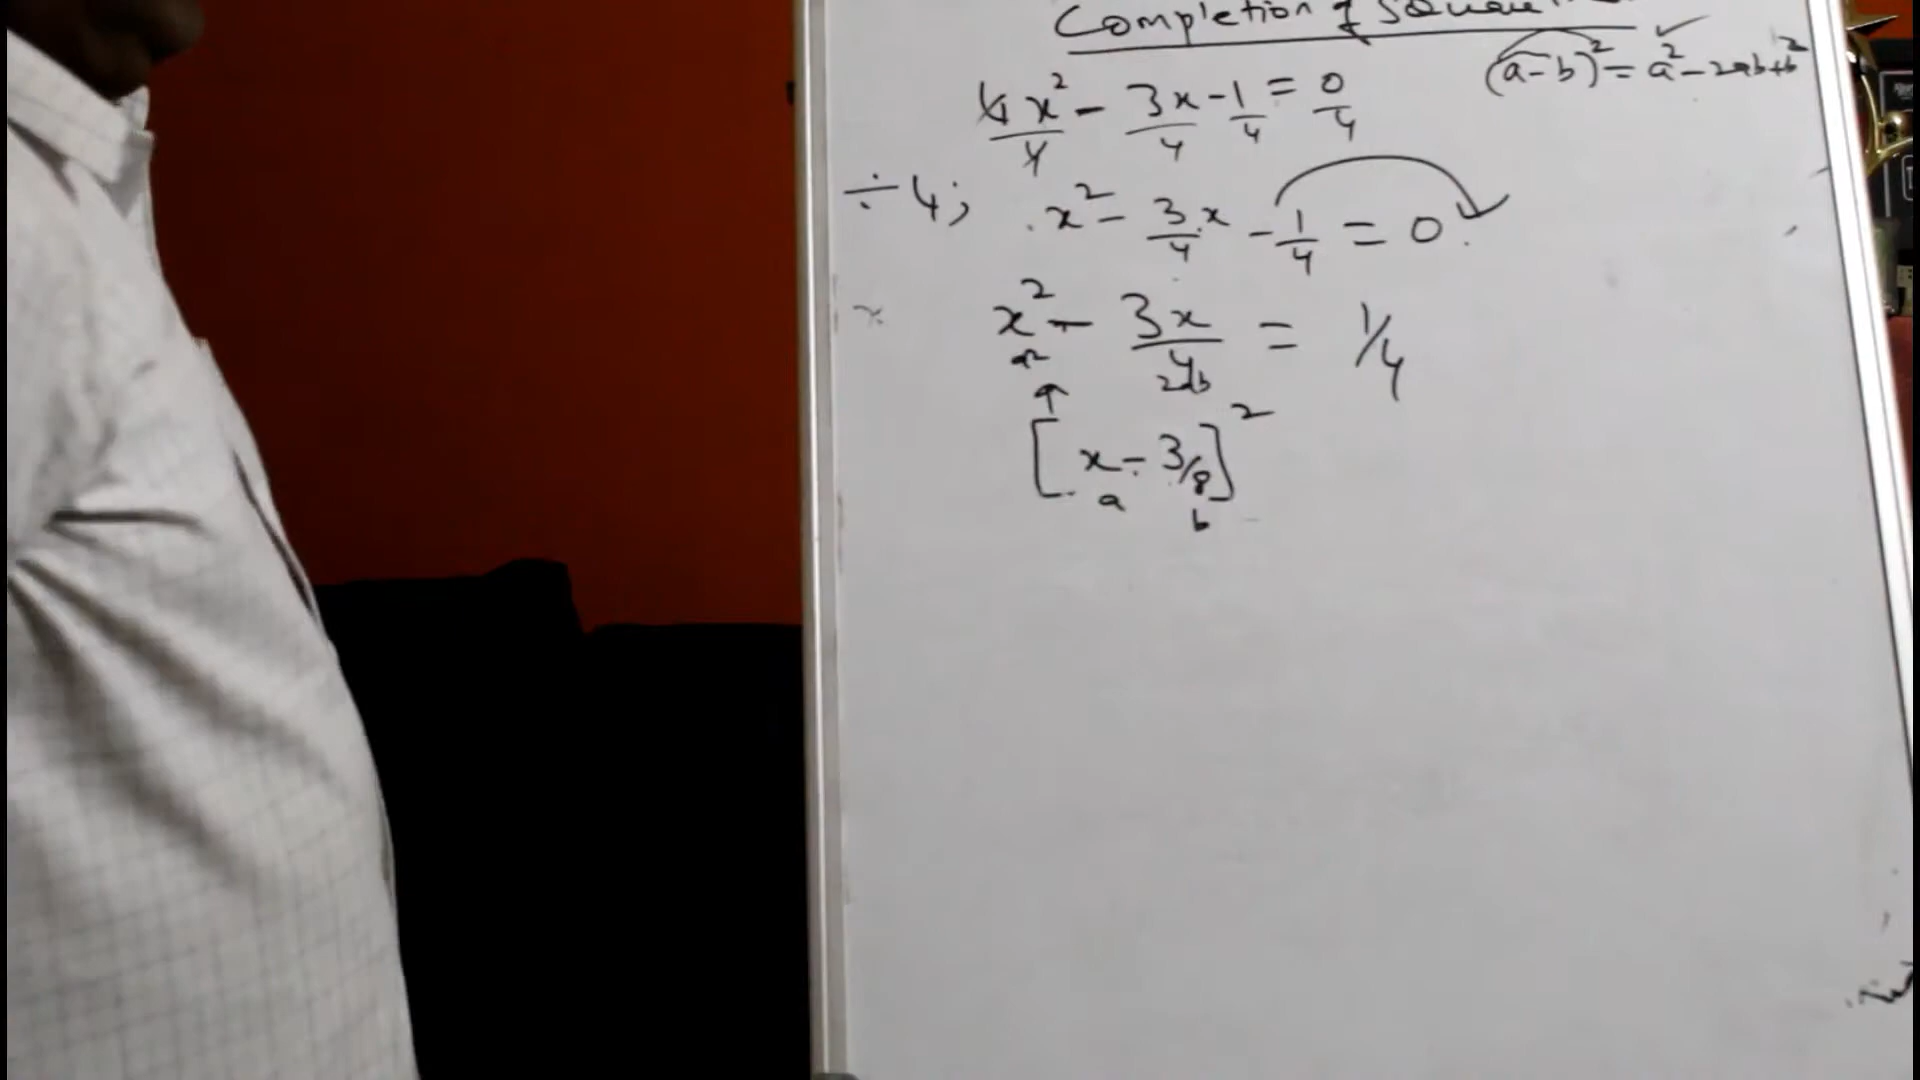 Completion of Square
(a-b)² = a² - 2ab + b²
4x²/4 - 3x/4 - 1/4 = 0/4
÷ 4; x² - 3/4 x - 1/4 = 0
x² - 3x/4 = 1/4
a² 2ab
[x - 3/8]²
a b